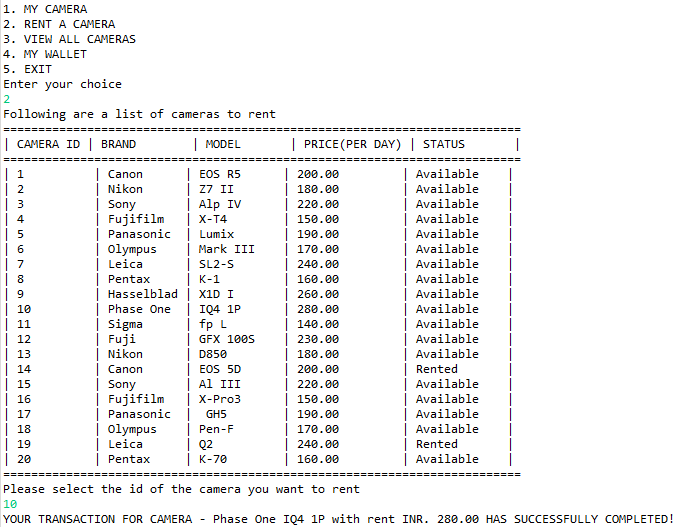 1. MY CAMERA
2. RENT A CAMERA
3. VIEW ALL CAMERAS
4. MY WALLET
5. EXIT
Enter your choice
2
Following are a list of cameras to rent
==========================================================================
| CAMERA ID | BRAND | MODEL | PRICE(PER DAY) | STATUS |
==========================================================================
| 1 | Canon | EOS R5 | 200.00 | Available |
| 2 | Nikon | Z7 II | 180.00 | Available |
| 3 | Sony | Alp IV | 220.00 | Available |
| 4 | Fujifilm | X-T4 | 150.00 | Available |
| 5 | Panasonic | Lumix | 190.00 | Available |
| 6 | Olympus | Mark III | 170.00 | Available |
| 7 | Leica | SL2-S | 240.00 | Available |
| 8 | Pentax | K-1 | 160.00 | Available |
| 9 | Hasselblad | X1D I | 260.00 | Available |
| 10 | Phase One | IQ4 1P | 280.00 | Available |
| 11 | Sigma | fp L | 140.00 | Available |
| 12 | Fuji | GFX 100S | 230.00 | Available |
| 13 | Nikon | D850 | 180.00 | Available |
| 14 | Canon | EOS 5D | 200.00 | Rented |
| 15 | Sony | Al III | 220.00 | Available |
| 16 | Fujifilm | X-Pro3 | 150.00 | Available |
| 17 | Panasonic | GH5 | 190.00 | Available |
| 18 | Olympus | Pen-F | 170.00 | Available |
| 19 | Leica | Q2 | 240.00 | Rented |
| 20 | Pentax | K-70 | 160.00 | Available |
==========================================================================
Please select the id of the camera you want to rent
10
YOUR TRANSACTION FOR CAMERA - Phase One IQ4 1P with rent INR. 280.00 HAS SUCCESSFULLY COMPLETED!